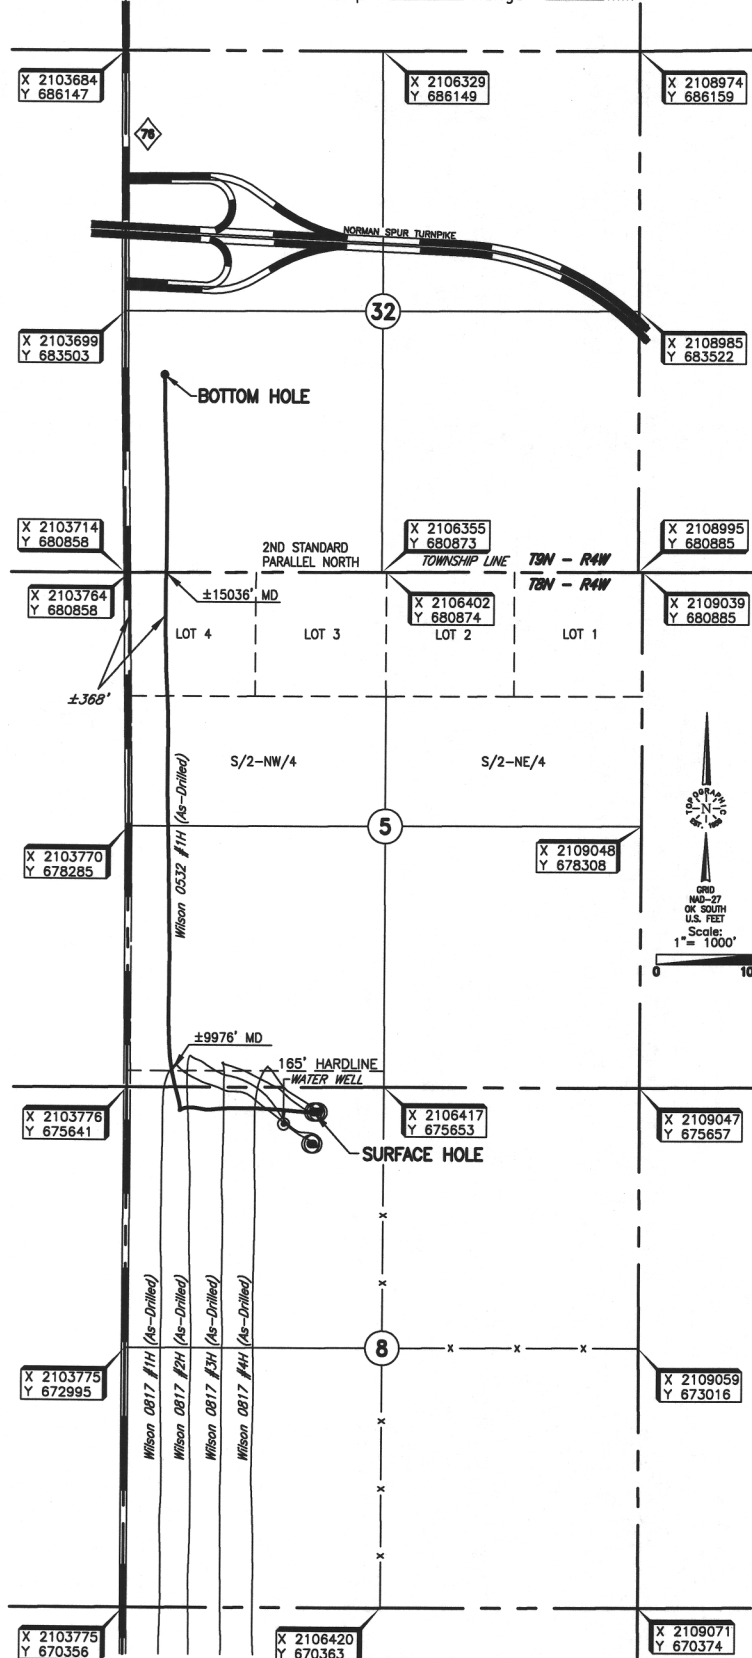 X 2103684
Y 686147
X 2106329
Y 686149
X 2108974
Y 686159
76
NORMAN SPUR TURNPIKE
32
X 2103699
Y 683503
X 2108985
Y 683522
BOTTOM HOLE
X 2103714
Y 680858
2ND STANDARD
PARALLEL NORTH
X 2106355
Y 680873
TOWNSHIP LINE
T9N - R4W
T8N - R4W
X 2108995
Y 680885
X 2103764
Y 680858
±15036' MD
X 2106402
Y 680874
X 2109039
Y 680885
LOT 4
LOT 3
LOT 2
LOT 1
±368'
S/2-NW/4
S/2-NE/4
Wilson 0532 #1H (As-Drilled)
TOPOGRAPHIC
N
EST. 1956
5
X 2103770
Y 678285
X 2109048
Y 678308
GRID
NAD-27
OK SOUTH
U.S. FEET
Scale:
1"= 1000'
0
10
±9976' MD
165' HARDLINE
WATER WELL
X 2103776
Y 675641
X 2106417
Y 675653
X 2109047
Y 675657
SURFACE HOLE
Wilson 0817 #1H (As-Drilled)
Wilson 0817 #2H (As-Drilled)
Wilson 0817 #3H (As-Drilled)
Wilson 0817 #4H (As-Drilled)
8
X 2103775
Y 672995
X 2109059
Y 673016
X 2103775
Y 670356
X 2106420
Y 670363
X 2109071
Y 670374